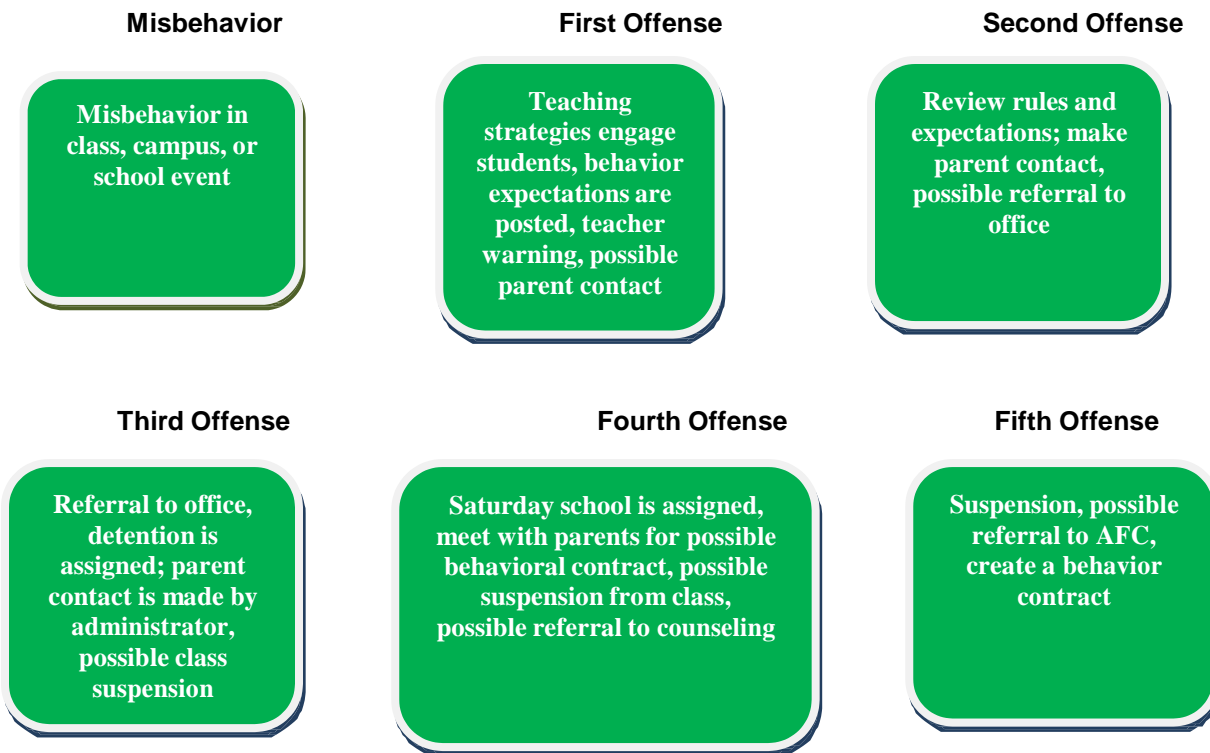 Misbehavior
First Offense
Second Offense
Misbehavior in
class, campus, or
school event
Teaching
strategies engage
students, behavior
expectations are
posted, teacher
warning, possible
parent contact
Review rules and
expectations; make
parent contact,
possible referral to
office
Third Offense
Fourth Offense
Fifth Offense
Referral to office,
detention is
assigned; parent
contact is made by
administrator,
possible class
suspension
Saturday school is assigned,
meet with parents for possible
behavioral contract, possible
suspension from class,
possible referral to counseling
Suspension, possible
referral to AFC,
create a behavior
contract